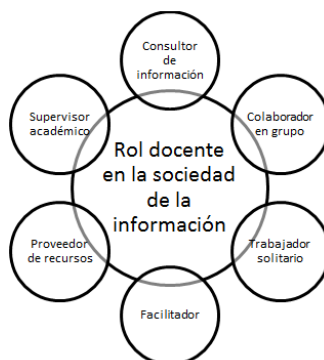 Consultor
de
información
Supervisor
académico
Colaborador
en grupo
Rol docente
en la sociedad
de la
información
Proveedor
de recursos
Trabajador
solitario
Facilitador